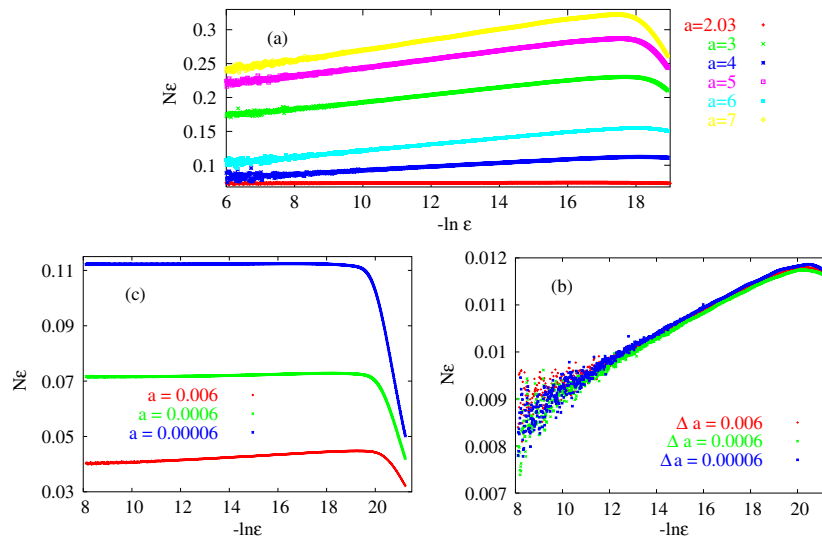 (a)
Nε
0.3
0.25
0.2
0.15
0.1
6 8 10 12 14 16 18
-ln ε
a=2.03
a=3
a=4
a=5
a=6
a=7
(c)
Nε
0.11
0.09
0.07
0.05
0.03
8 10 12 14 16 18 20
-lnε
a = 0.006
a = 0.0006
a = 0.00006
(b)
Nε
0.012
0.011
0.01
0.009
0.008
0.007
8 10 12 14 16 18 20
-lnε
Δ a = 0.006
Δ a = 0.0006
Δ a = 0.00006